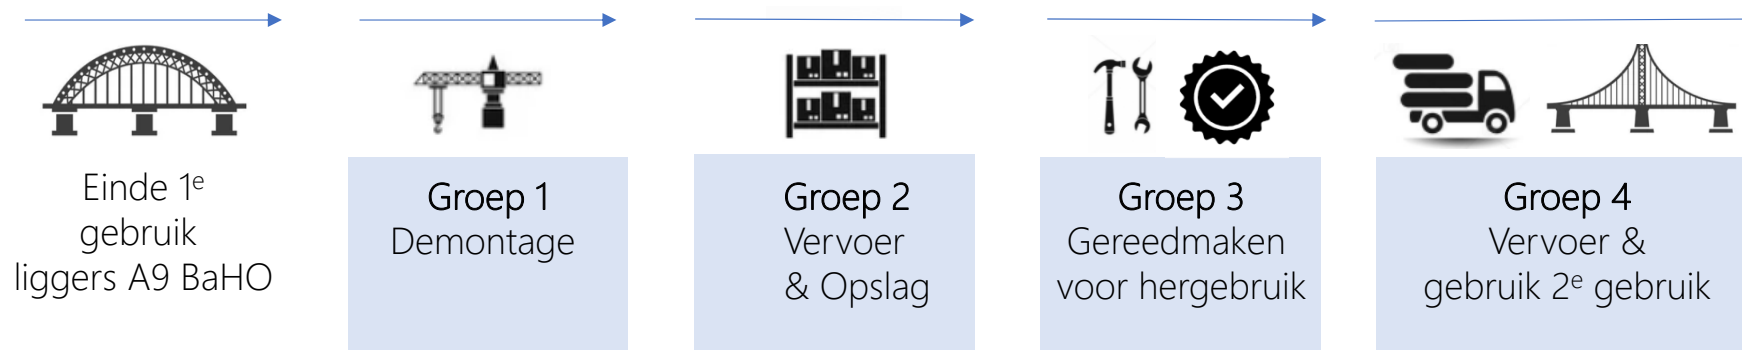 Einde 1e
gebruik
liggers A9 BaHO
Groep 1
Demontage
Groep 2
Vervoer
& Opslag
Groep 3
Gereedmaken
voor hergebruik
Groep 4
Vervoer &
gebruik 2e gebruik